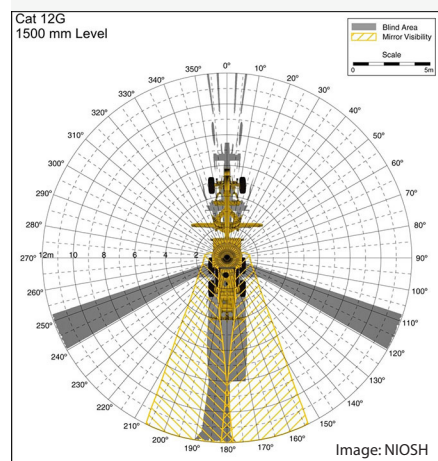 Cat 12G
1500 mm Level
Blind Area
Mirror Visibility
Scale
0 5m
350° 0° 10°
340° 20°
330° 30°
320° 40°
310° 50°
300° 60°
290° 70°
280° 80°
270° 12m 10 8 6 4 2 90°
260° 100°
250° 110°
240° 120°
230° 130°
220° 140°
210° 150°
200° 160°
190° 180° 170°
Image: NIOSH